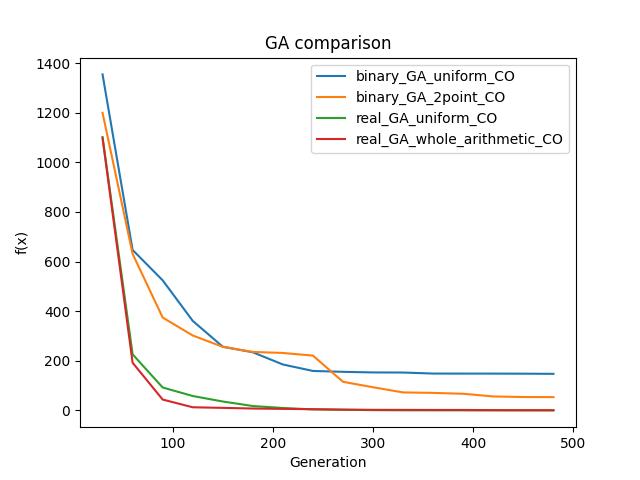 GA comparison
binary_GA_uniform_CO
binary_GA_2point_CO
real_GA_uniform_CO
real_GA_whole_arithmetic_CO
f(x)
1400
1200
1000
800
600
400
200
0
100 200 300 400 500
Generation